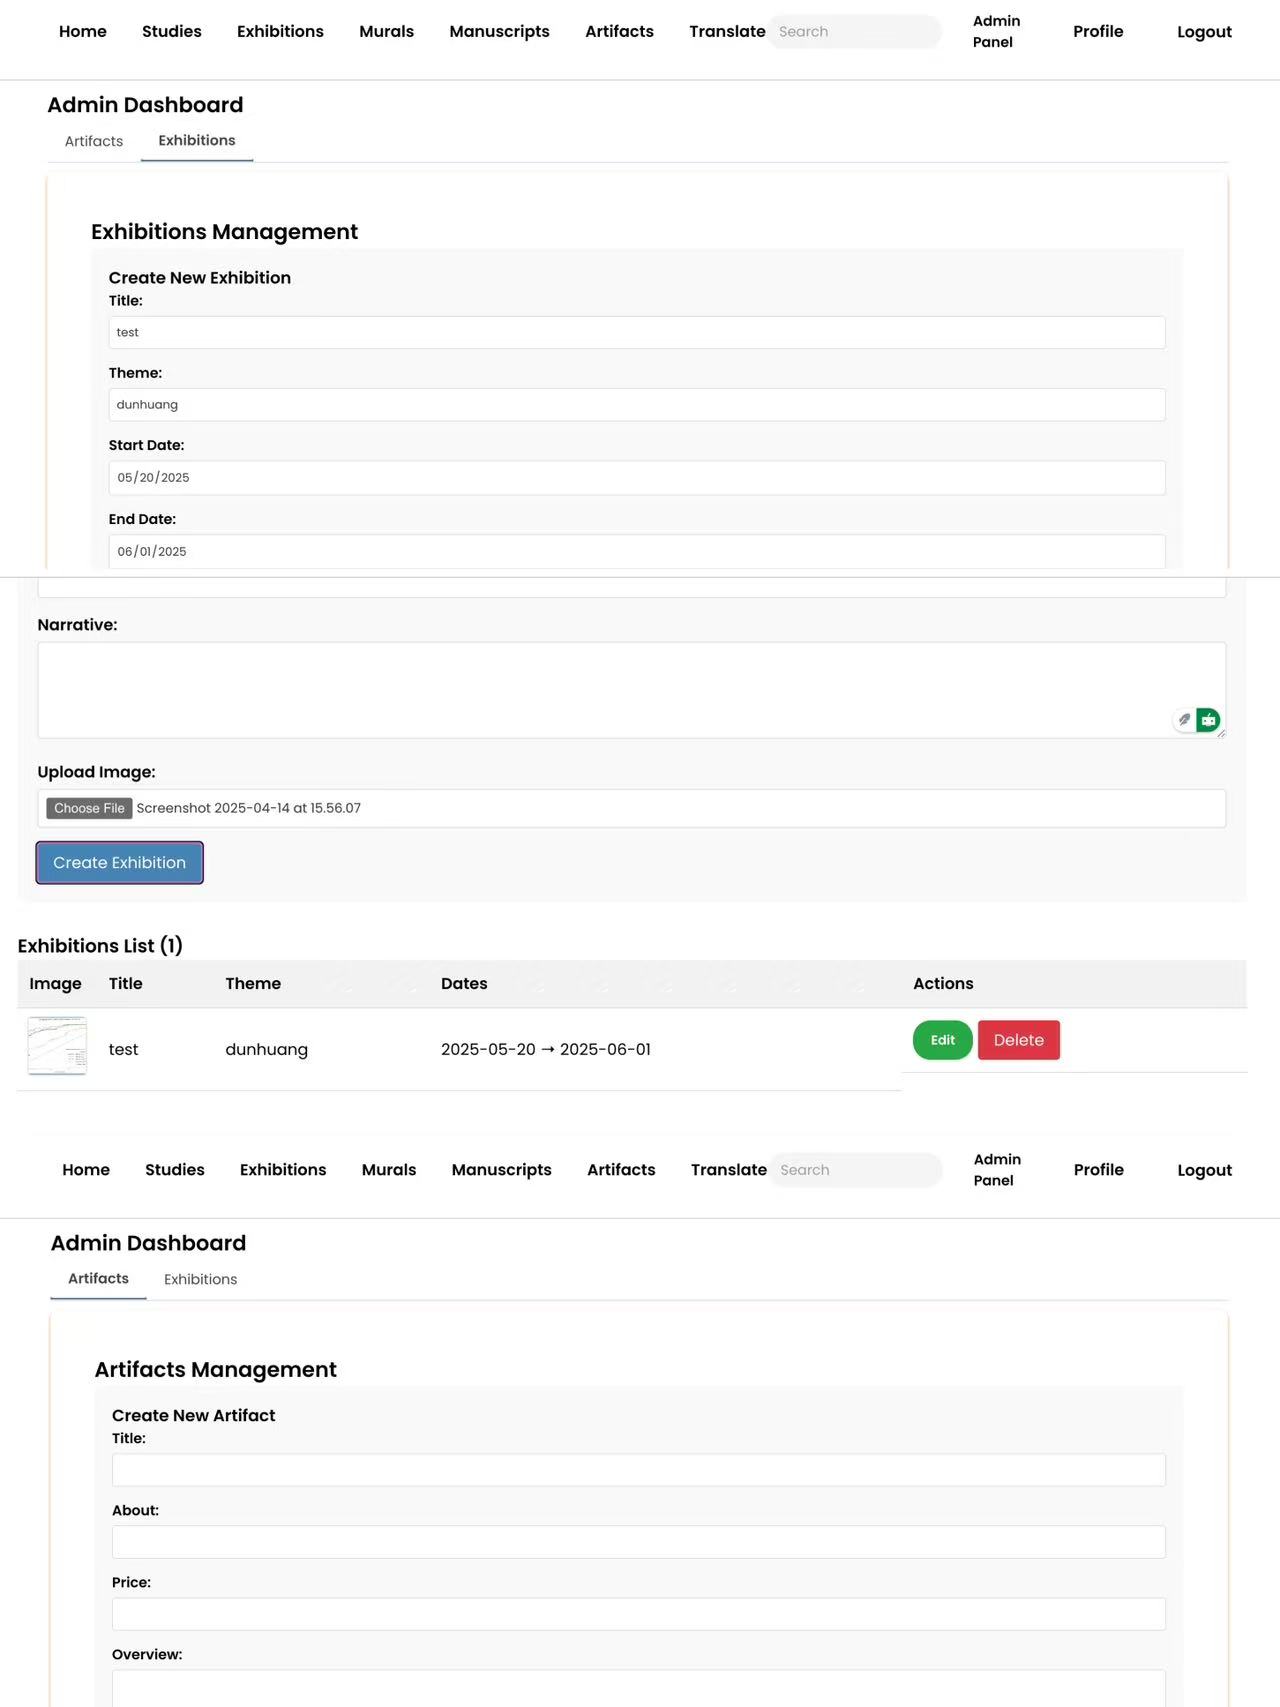 Home Studies Exhibitions Murals Manuscripts Artifacts Translate Search Admin Panel Profile Logout
Admin Dashboard
Artifacts Exhibitions
Exhibitions Management
Create New Exhibition
Title:
test
Theme:
dunhuang
Start Date:
05/20/2025
End Date:
06/01/2025
Narrative:
Upload Image:
Choose File Screenshot 2025-04-14 at 15.56.07
Create Exhibition
Exhibitions List (1)
Image Title Theme Dates Actions
test dunhuang 2025-05-20 → 2025-06-01 Edit Delete
Home Studies Exhibitions Murals Manuscripts Artifacts Translate Search Admin Panel Profile Logout
Admin Dashboard
Artifacts Exhibitions
Artifacts Management
Create New Artifact
Title:
About:
Price:
Overview: